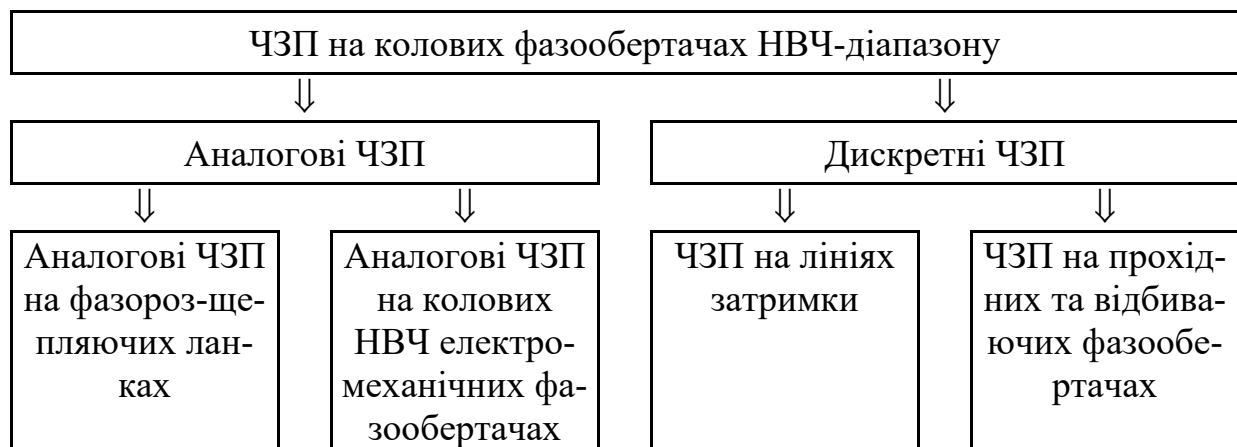 ЧЗП на колових фазообертачах НВЧ-діапазону
⇓ ⇓
Аналогові ЧЗП
Дискретні ЧЗП
⇓ ⇓ ⇓ ⇓
Аналогові ЧЗП
на фазороз-ще-
пляючих лан-
ках
Аналогові ЧЗП
на колових
НВЧ електро-
механічних фа-
зообертачах
ЧЗП на лініях
затримки
ЧЗП на прохід-
них та відбива-
ючих фазообе-
ртачах